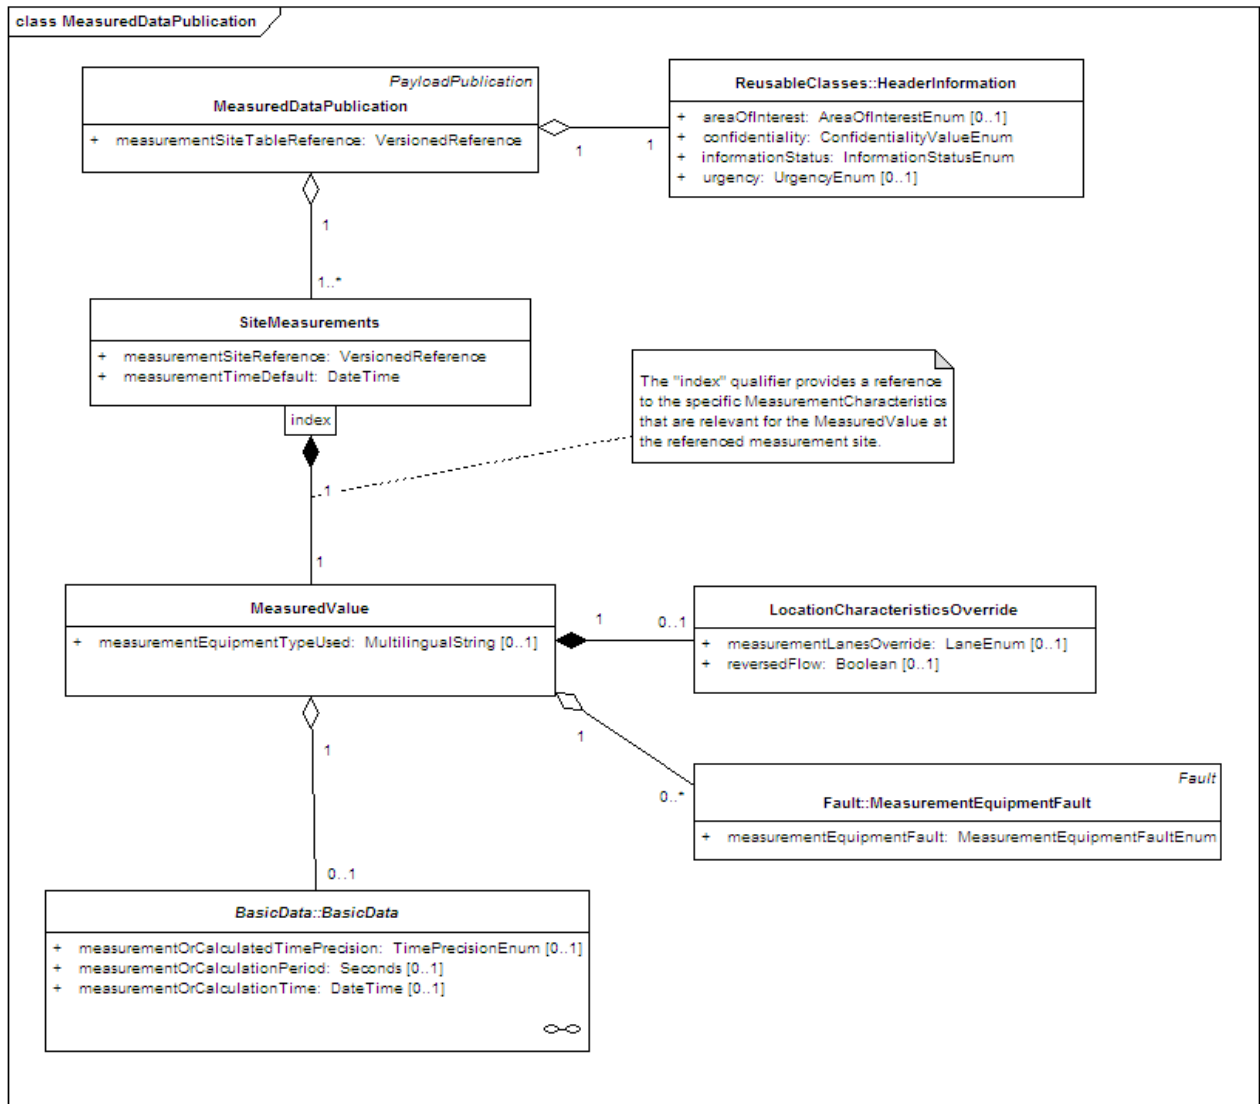 class MeasuredDataPublication
PayloadPublication
MeasuredDataPublication
+ measurementSiteTableReference: VersionedReference
ReusableClasses::HeaderInformation
+ areaOfInterest: AreaOfInterestEnum [0..1]
+ confidentiality: ConfidentialityValueEnum
+ informationStatus: InformationStatusEnum
+ urgency: UrgencyEnum [0..1]
1
1
1
1..*
SiteMeasurements
+ measurementSiteReference: VersionedReference
+ measurementTimeDefault: DateTime
index
The "index" qualifier provides a reference
to the specific MeasurementCharacteristics
that are relevant for the MeasuredValue at
the referenced measurement site.
1
1
MeasuredValue
+ measurementEquipmentTypeUsed: MultilingualString [0..1]
1
0..1
LocationCharacteristicsOverride
+ measurementLanesOverride: LaneEnum [0..1]
+ reversedFlow: Boolean [0..1]
1
1
0..*
Fault
Fault::MeasurementEquipmentFault
+ measurementEquipmentFault: MeasurementEquipmentFaultEnum
0..1
BasicData::BasicData
+ measurementOrCalculatedTimePrecision: TimePrecisionEnum [0..1]
+ measurementOrCalculationPeriod: Seconds [0..1]
+ measurementOrCalculationTime: DateTime [0..1]